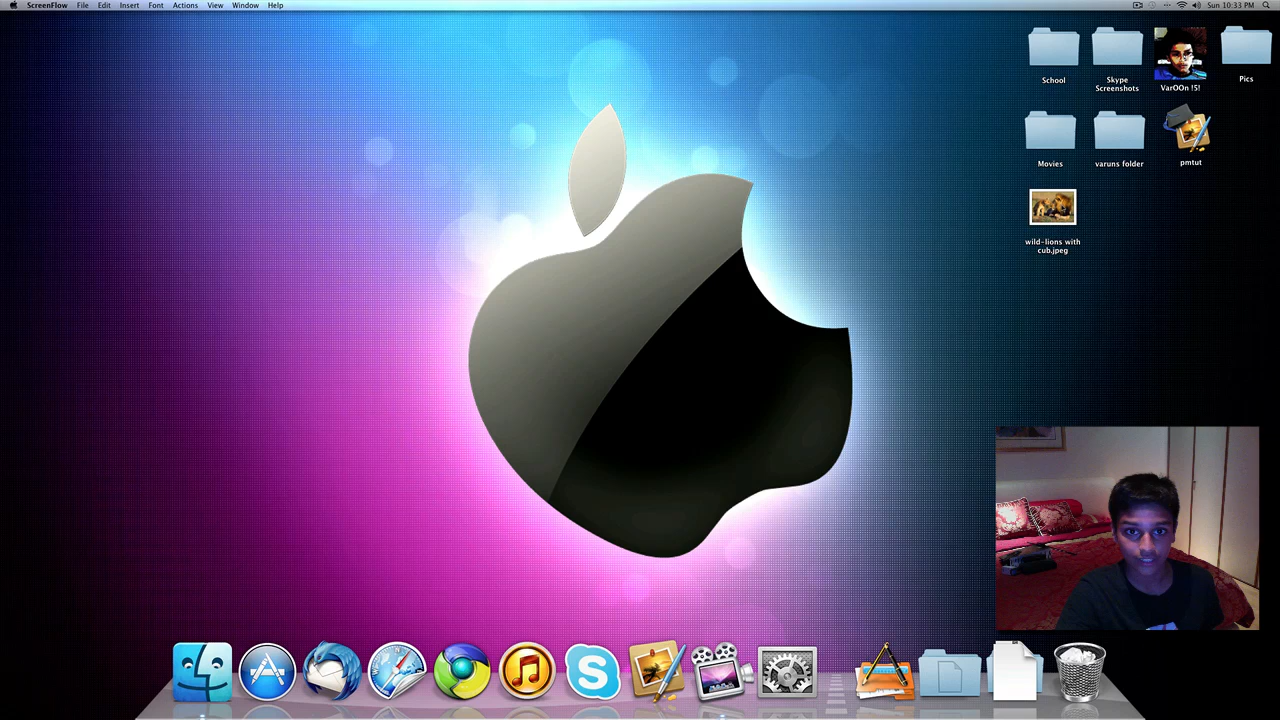 ScreenFlow File Edit Insert Font Actions View Window Help Sun 10:33 PM
School
Skype
Screenshots
VarOOn !5!
Pics
Movies
varuns folder
pmtut
wild-lions with
cub.jpeg
S